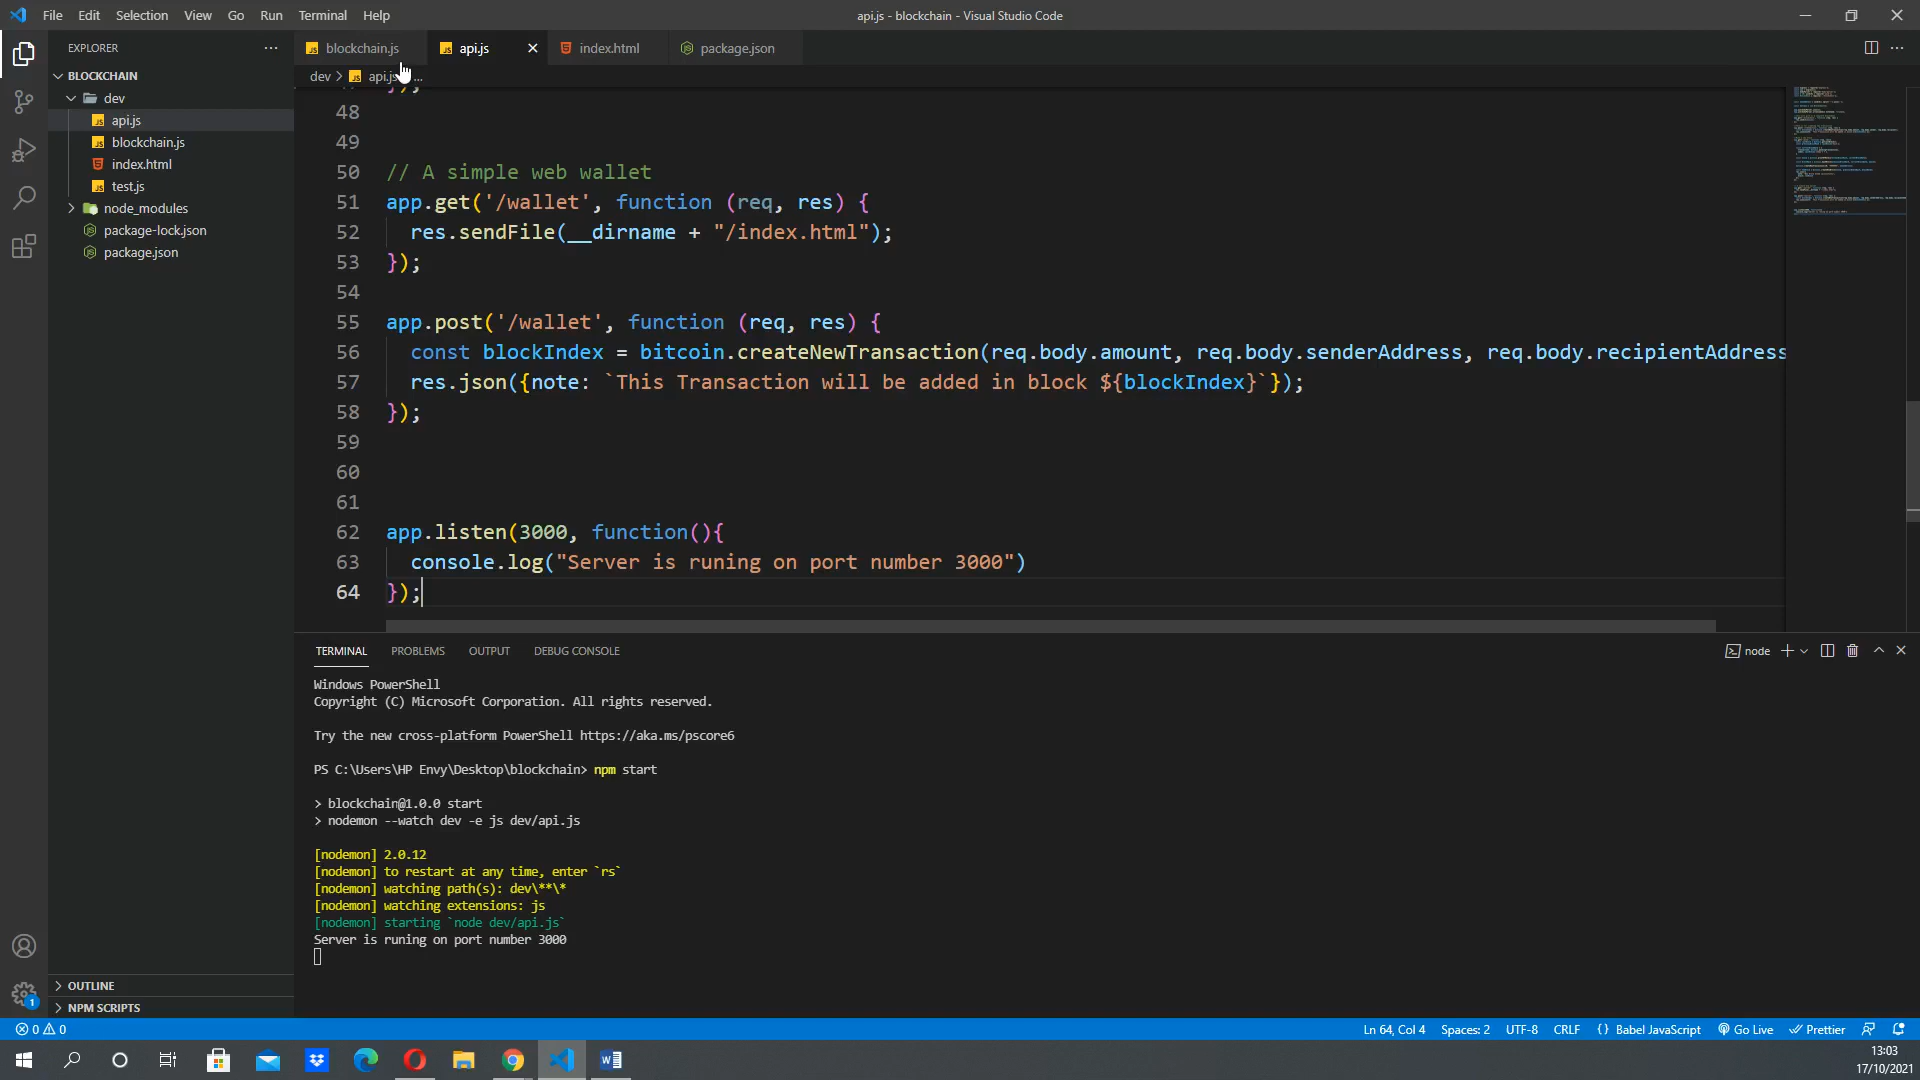 File Edit Selection View Go Run Terminal Help
api.js - blockchain - Visual Studio Code
EXPLORER
BLOCKCHAIN
dev
api.js
blockchain.js
index.html
test.js
node_modules
package-lock.json
package.json
OUTLINE
NPM SCRIPTS
blockchain.js api.js index.html package.json
dev > api.js ...
48
49
50 // A simple web wallet
51 app.get('/wallet', function (req, res) {
52 res.sendFile(__dirname + "/index.html");
53 });
54
55 app.post('/wallet', function (req, res) {
56 const blockIndex = bitcoin.createNewTransaction(req.body.amount, req.body.senderAddress, req.body.recipientAddress
57 res.json({note: `This Transaction will be added in block ${blockIndex}`});
58 });
59
60
61
62 app.listen(3000, function(){
63 console.log("Server is runing on port number 3000")
64 });
TERMINAL PROBLEMS OUTPUT DEBUG CONSOLE
node
Windows PowerShell
Copyright (C) Microsoft Corporation. All rights reserved.
Try the new cross-platform PowerShell https://aka.ms/pscore6
PS C:\Users\HP Envy\Desktop\blockchain> npm start
> blockchain@1.0.0 start
> nodemon --watch dev -e js dev/api.js
[nodemon] 2.0.12
[nodemon] to restart at any time, enter `rs`
[nodemon] watching path(s): dev\**\*
[nodemon] watching extensions: js
[nodemon] starting `node dev/api.js`
Server is runing on port number 3000
1
0 0
Ln 64, Col 4 Spaces: 2 UTF-8 CRLF {} Babel JavaScript Go Live Prettier
13:03
17/10/2021